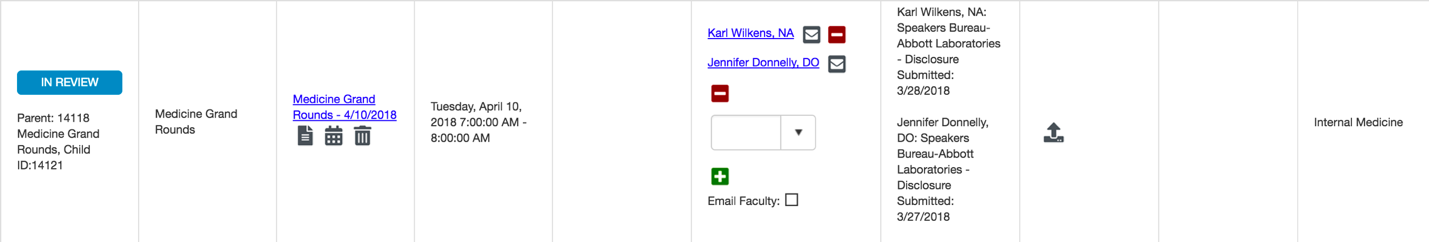 IN REVIEW
Parent: 14118
Medicine Grand
Rounds, Child
ID:14121
Medicine Grand
Rounds
Medicine Grand
Rounds - 4/10/2018
Tuesday, April 10,
2018 7:00:00 AM -
8:00:00 AM
Karl Wilkens, NA
Jennifer Donnelly, DO
Email Faculty:
Karl Wilkens, NA:
Speakers Bureau-
Abbott Laboratories
- Disclosure
Submitted:
3/28/2018
Jennifer Donnelly,
DO: Speakers
Bureau-Abbott
Laboratories -
Disclosure
Submitted:
3/27/2018
Internal Medicine